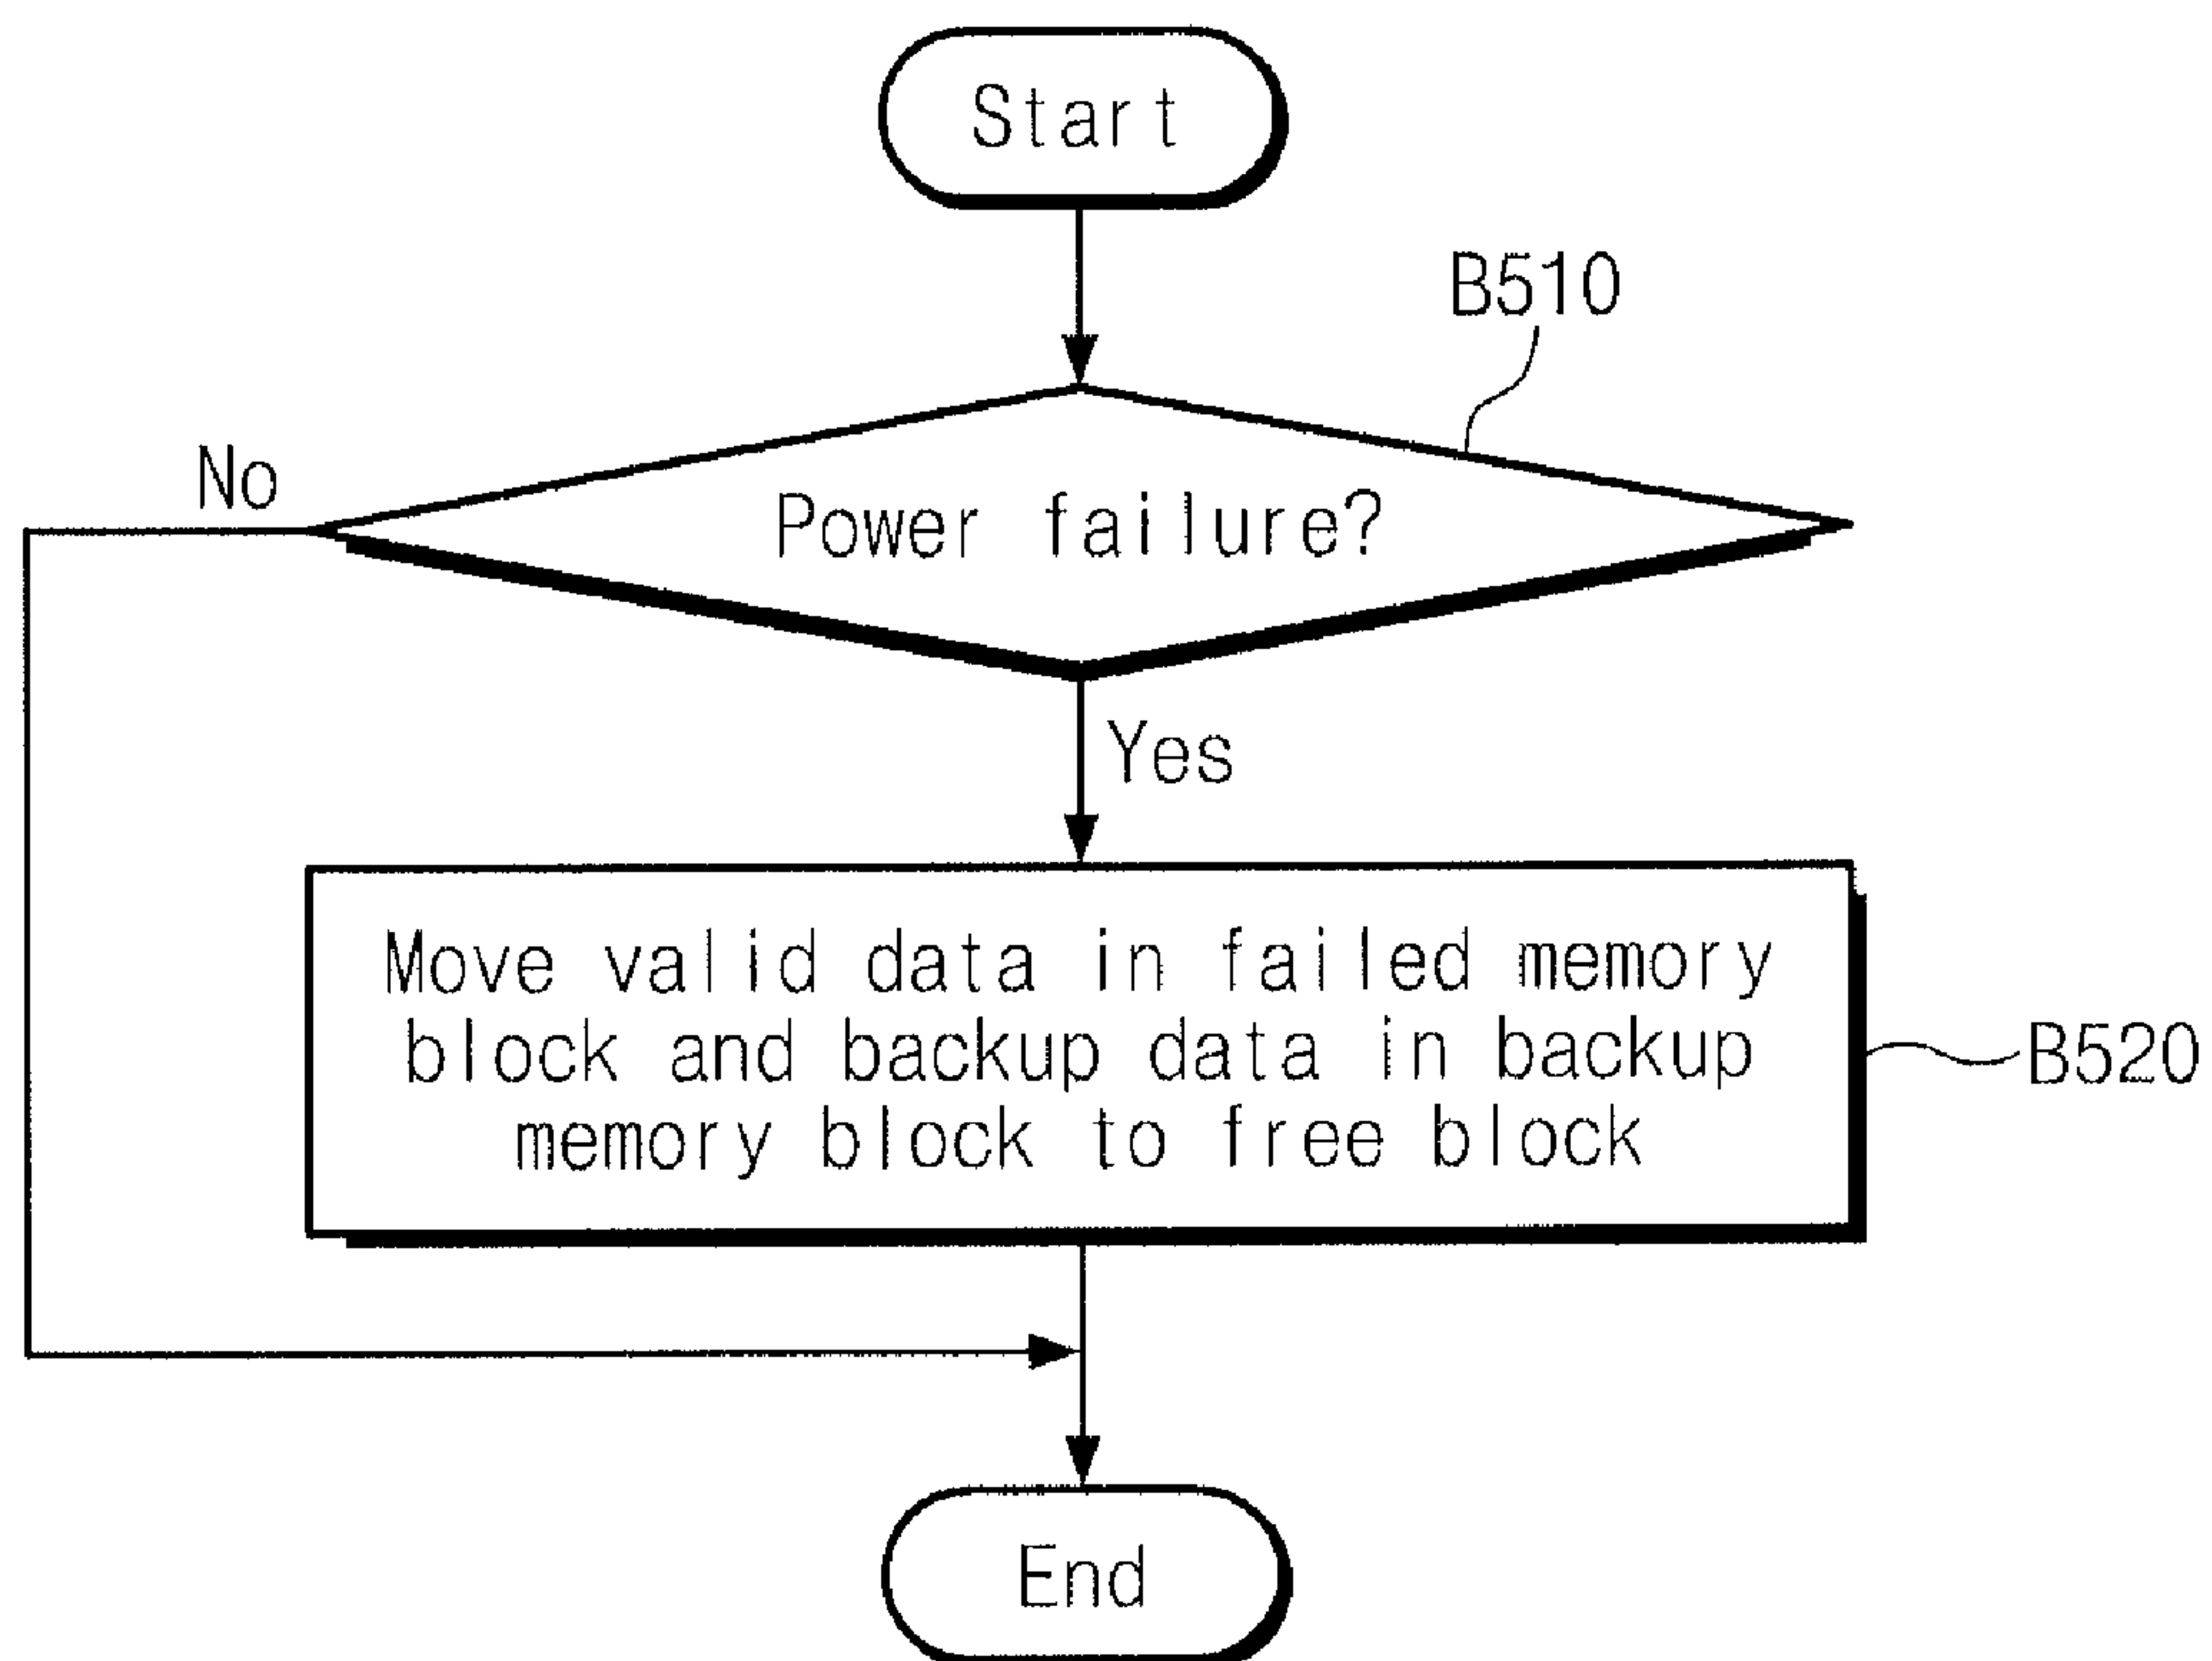 Start
B510
No
Power failure?
Yes
Move valid data in failed memory
block and backup data in backup
memory block to free block
B520
End